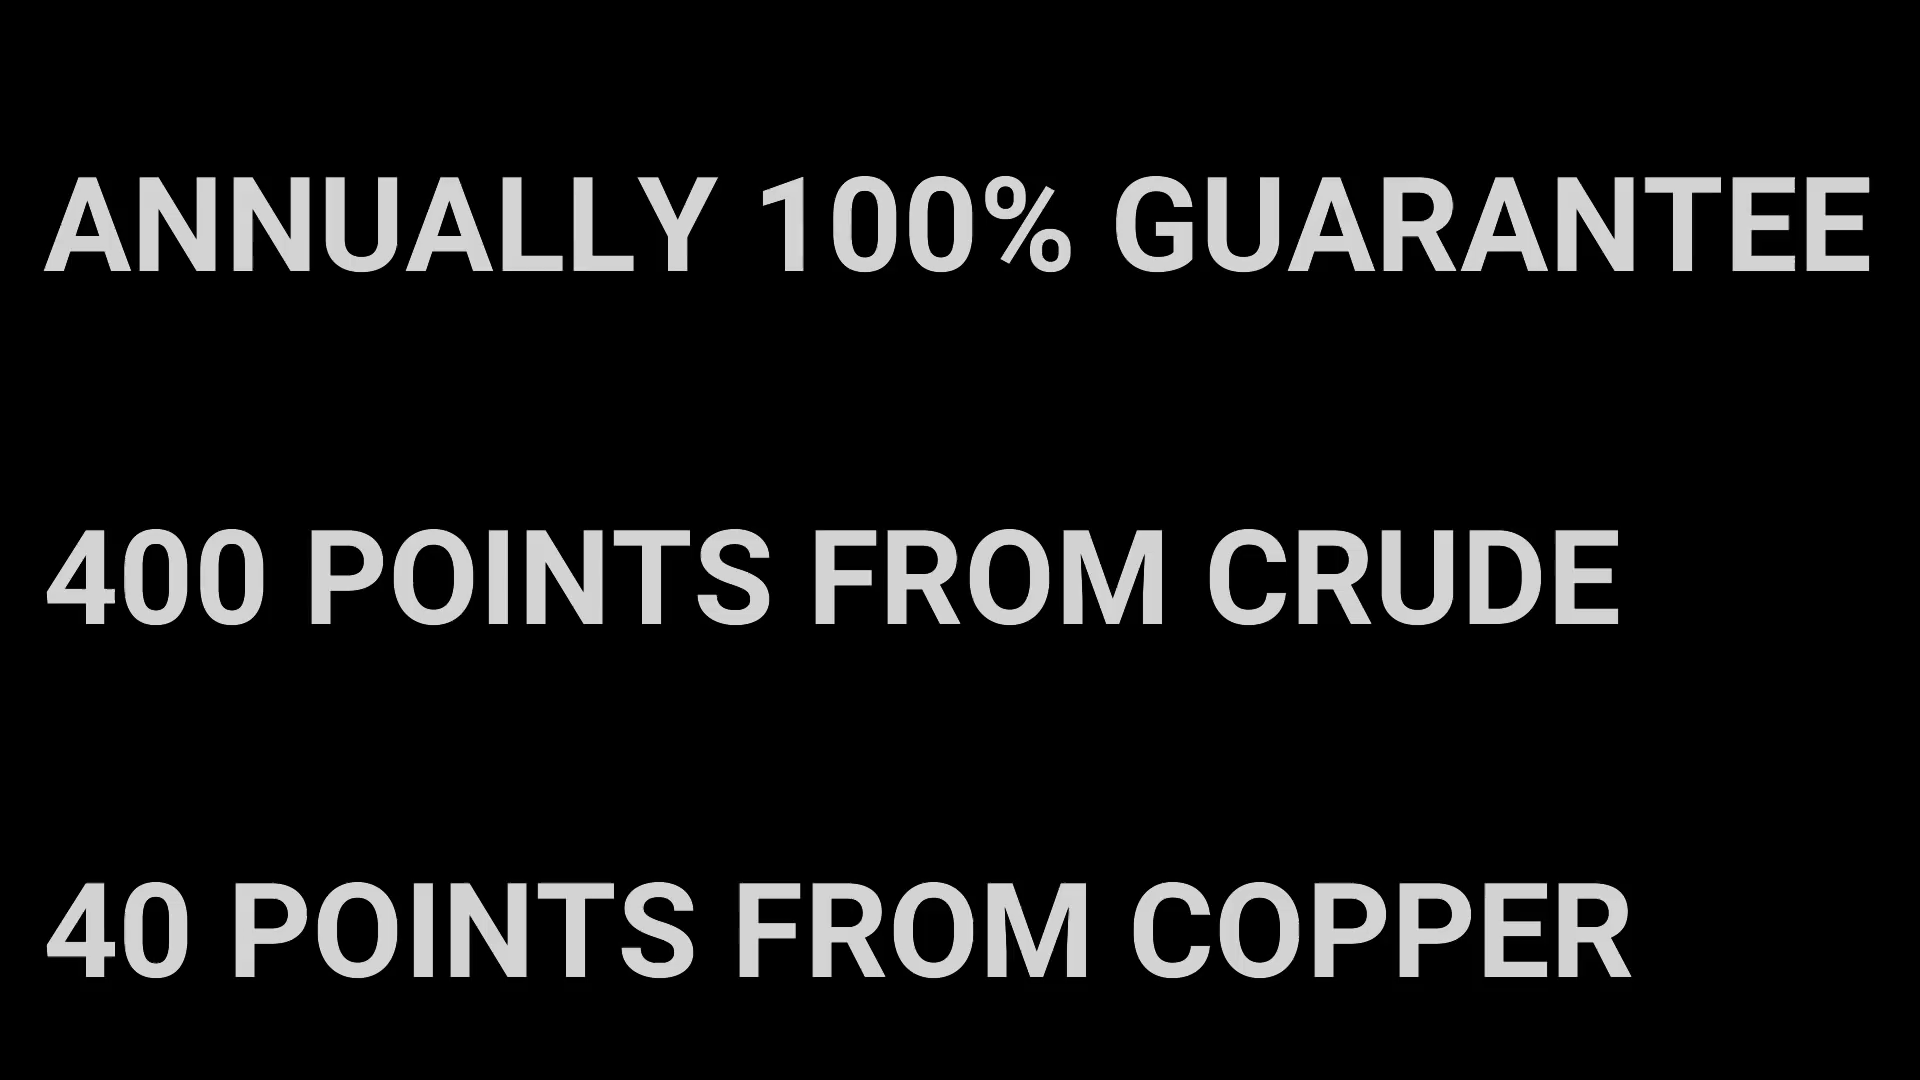 ANNUALLY 100% GUARANTEE
400 POINTS FROM CRUDE
40 POINTS FROM COPPER